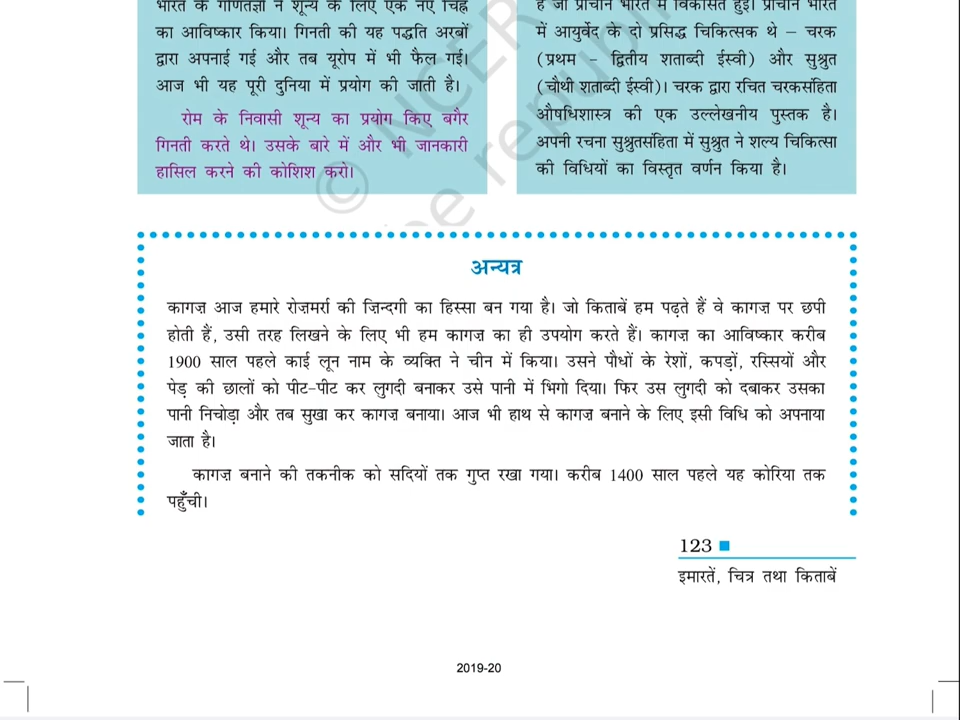 भारत के गणितज्ञों ने शून्य के लिए एक नए चिह्न
का आविष्कार किया। गिनती की यह पद्धति अरबों
द्वारा अपनाई गई और तब यूरोप में भी फैल गई।
आज भी यह पूरी दुनिया में प्रयोग की जाती है।
रोम के निवासी शून्य का प्रयोग किए बगैर
गिनती करते थे। उसके बारे में और भी जानकारी
हासिल करने की कोशिश करो।
है जो प्राचीन भारत में विकसित हुई। प्राचीन भारत
में आयुर्वेद के दो प्रसिद्ध चिकित्सक थे – चरक
(प्रथम - द्वितीय शताब्दी ईस्वी) और सुश्रुत
(चौथी शताब्दी ईस्वी)। चरक द्वारा रचित चरकसंहिता
औषधिशास्त्र की एक उल्लेखनीय पुस्तक है।
अपनी रचना सुश्रुतसंहिता में सुश्रुत ने शल्य चिकित्सा
की विधियों का विस्तृत वर्णन किया है।
© NCER
be republ
अन्यत्र
कागज़ आज हमारे रोज़मर्रा की ज़िन्दगी का हिस्सा बन गया है। जो किताबें हम पढ़ते हैं वे कागज़ पर छपी
होती हैं, उसी तरह लिखने के लिए भी हम कागज़ का ही उपयोग करते हैं। कागज़ का आविष्कार करीब
1900 साल पहले काई लून नाम के व्यक्ति ने चीन में किया। उसने पौधों के रेशों, कपड़ों, रस्सियों और
पेड़ की छालों को पीट-पीट कर लुगदी बनाकर उसे पानी में भिगो दिया। फिर उस लुगदी को दबाकर उसका
पानी निचोड़ा और तब सुखा कर कागज़ बनाया। आज भी हाथ से कागज़ बनाने के लिए इसी विधि को अपनाया
जाता है।
कागज़ बनाने की तकनीक को सदियों तक गुप्त रखा गया। करीब 1400 साल पहले यह कोरिया तक
पहुँची।
123
इमारतें, चित्र तथा किताबें
2019-20